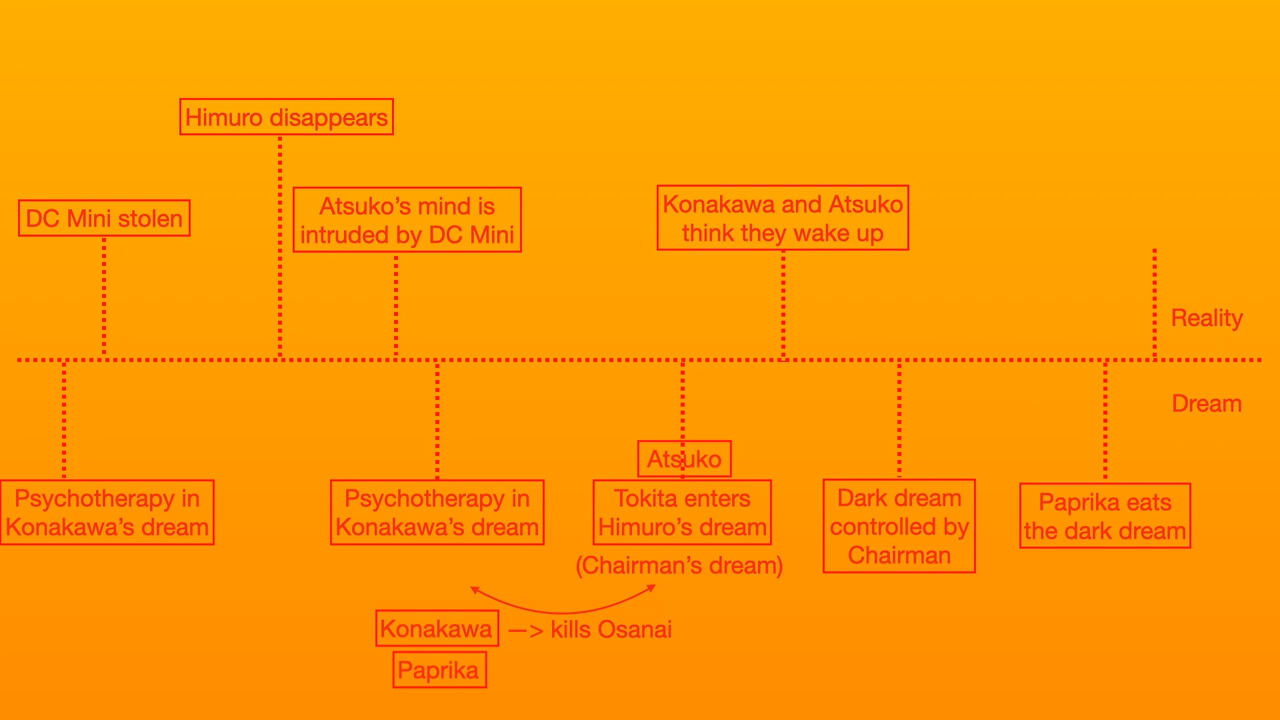 Himuro disappears
DC Mini stolen
Atsuko’s mind is
intruded by DC Mini
Konakawa and Atsuko
think they wake up
Reality
Dream
Psychotherapy in
Konakawa’s dream
Psychotherapy in
Konakawa’s dream
Atsuko
Tokita enters
Himuro’s dream
(Chairman’s dream)
Dark dream
controlled by
Chairman
Paprika eats
the dark dream
Konakawa —> kills Osanai
Paprika